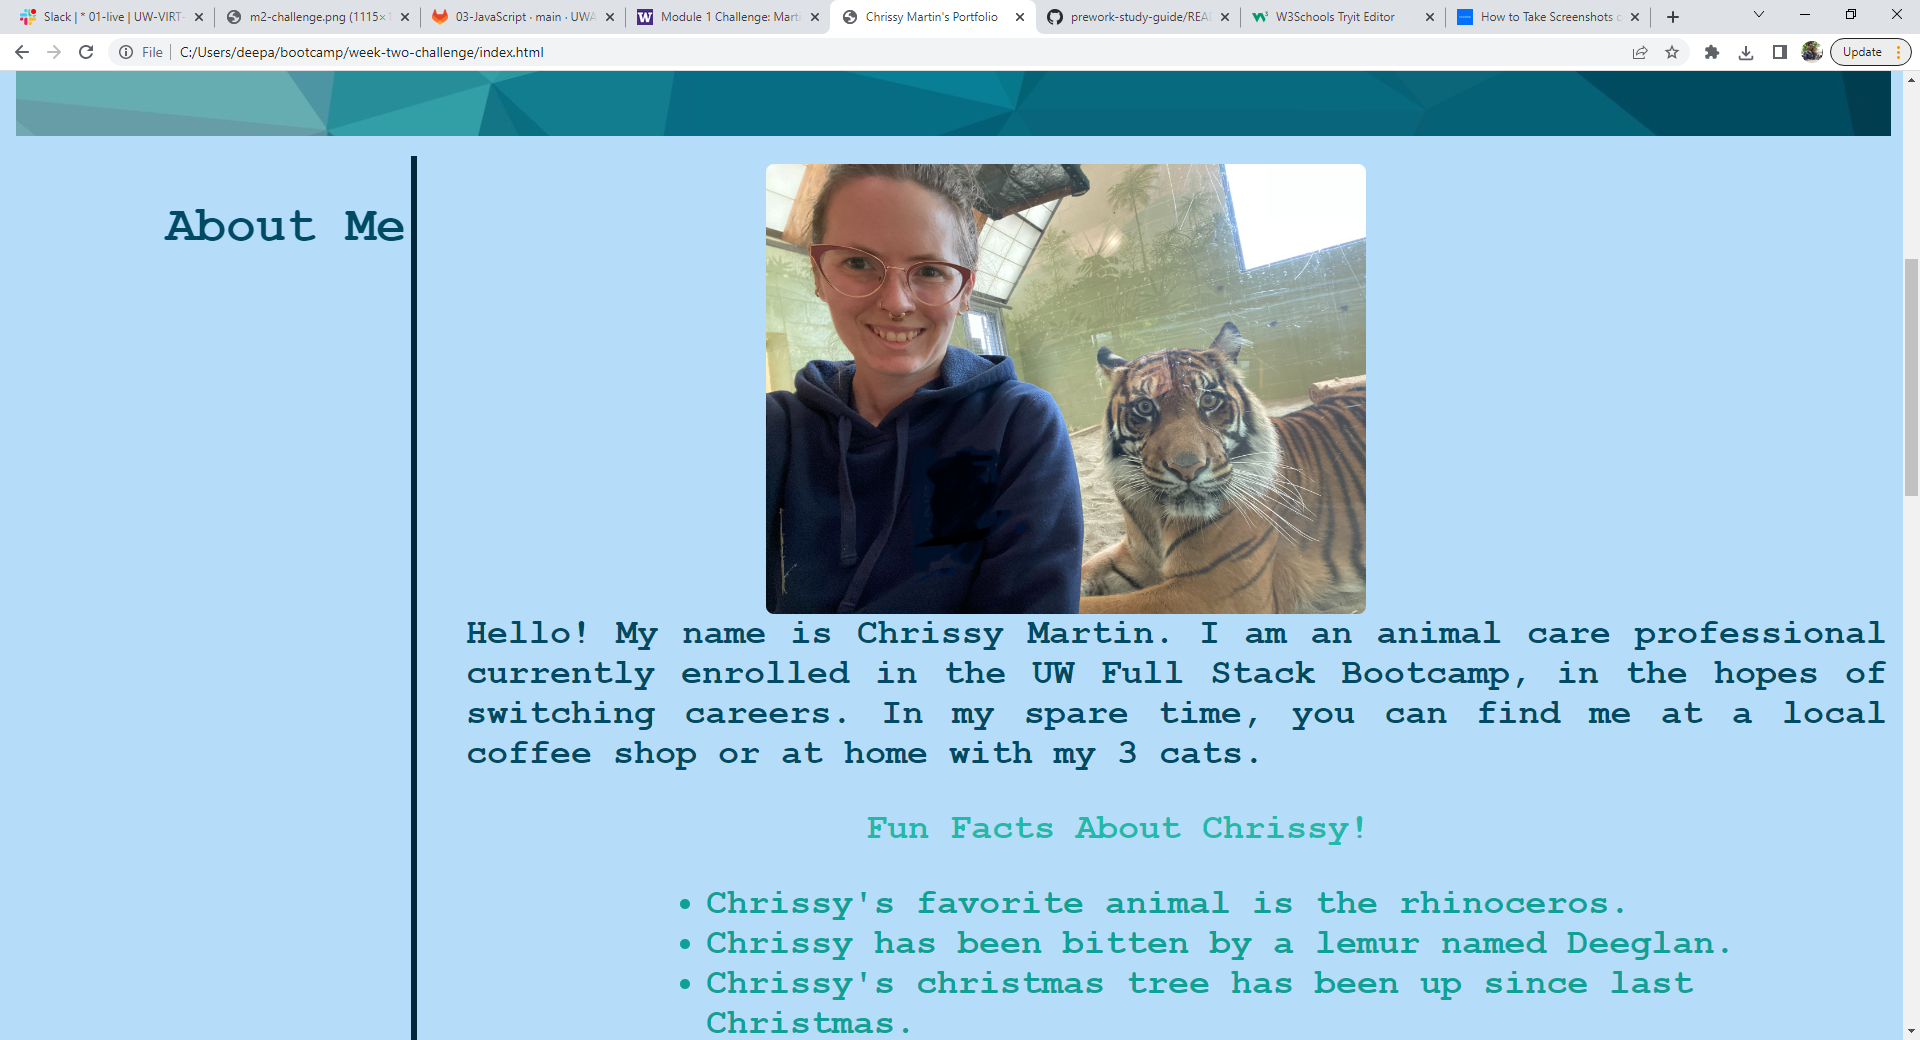 Slack | * 01-live | UW-VIRT-
m2-challenge.png (1115×1
03-JavaScript · main · UWA
Module 1 Challenge: Marti
Chrissy Martin's Portfolio
prework-study-guide/REA
W3Schools Tryit Editor
How to Take Screenshots o
File
C:/Users/deepa/bootcamp/week-two-challenge/index.html
Update
About Me
Hello! My name is Chrissy Martin. I am an animal care professional
currently enrolled in the UW Full Stack Bootcamp, in the hopes of
switching careers. In my spare time, you can find me at a local
coffee shop or at home with my 3 cats.
Fun Facts About Chrissy!
• Chrissy's favorite animal is the rhinoceros.
• Chrissy has been bitten by a lemur named Deeglan.
• Chrissy's christmas tree has been up since last
Christmas.